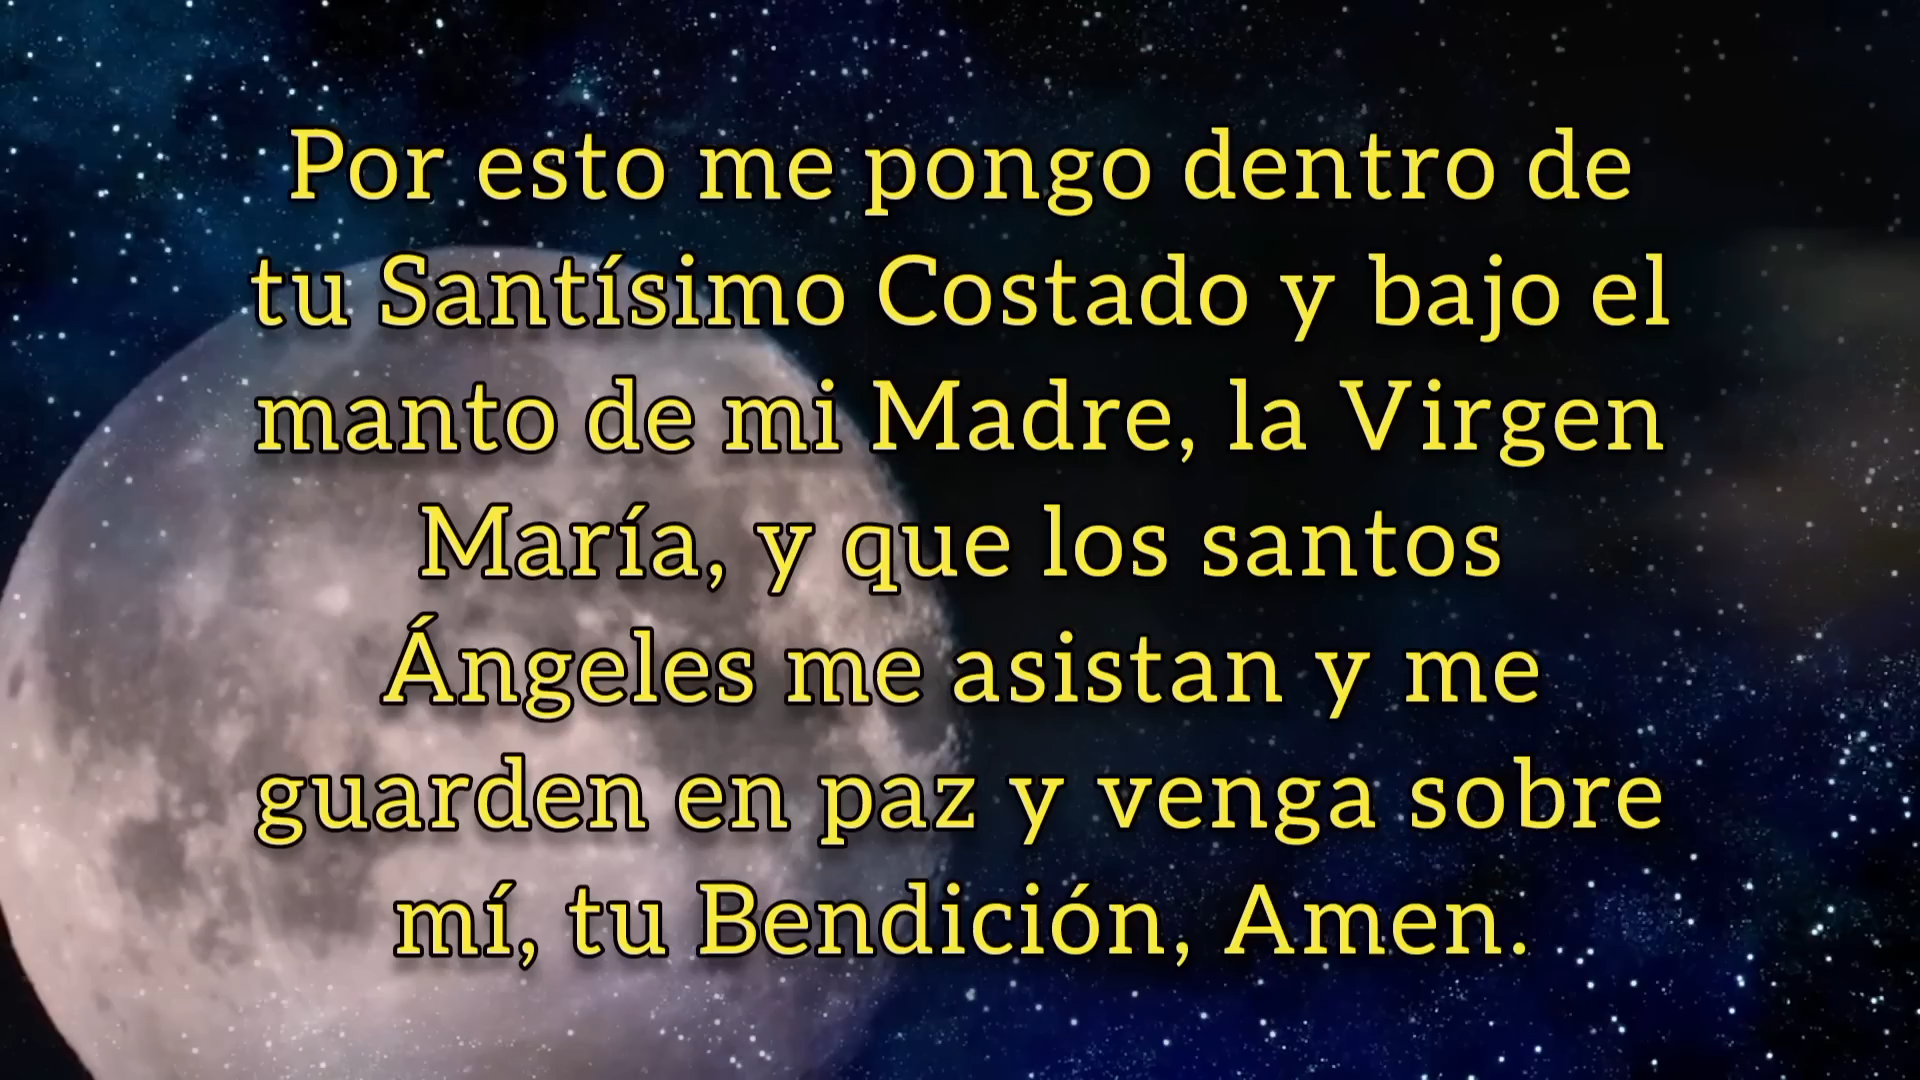 Por esto me pongo dentro de
tu Santísimo Costado y bajo el
manto de mi Madre, la Virgen
María, y que los santos
Ángeles me asistan y me
guarden en paz y venga sobre
mí, tu Bendición, Amen.